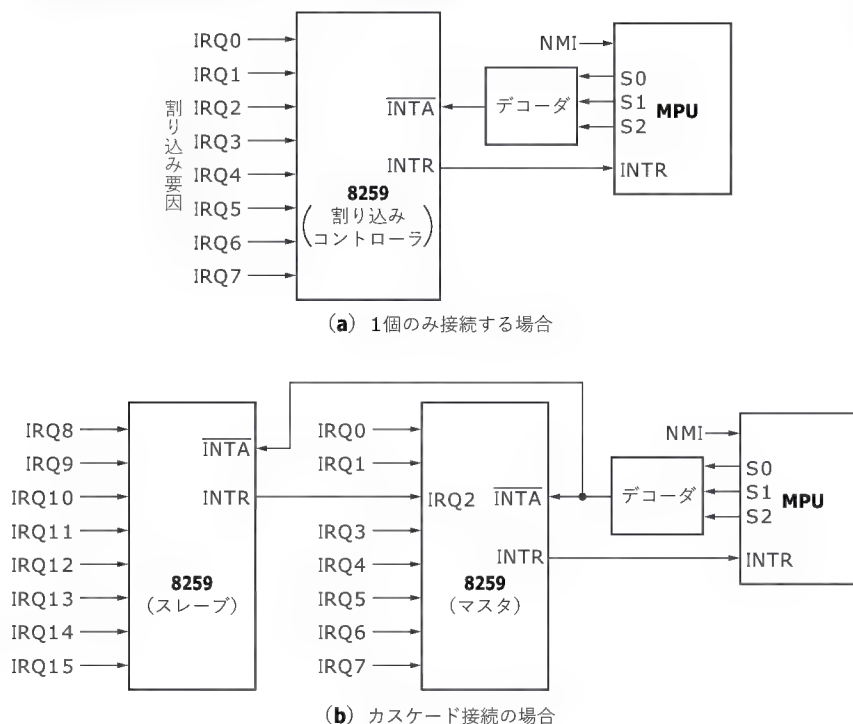 IRQ0
IRQ1
IRQ2
IRQ3
IRQ4
IRQ5
IRQ6
IRQ7
割り込み要因
INTA
INTR
8259
(割り込み
コントローラ)
デコーダ
NMI
S0
S1
S2
MPU
INTR
(a) 1個のみ接続する場合
IRQ8
IRQ9
IRQ10
IRQ11
IRQ12
IRQ13
IRQ14
IRQ15
INTA
INTR
8259
(スレーブ)
IRQ0
IRQ1
IRQ2
IRQ3
IRQ4
IRQ5
IRQ6
IRQ7
INTA
INTR
8259
(マスタ)
デコーダ
NMI
S0
S1
S2
MPU
INTR
(b) カスケード接続の場合